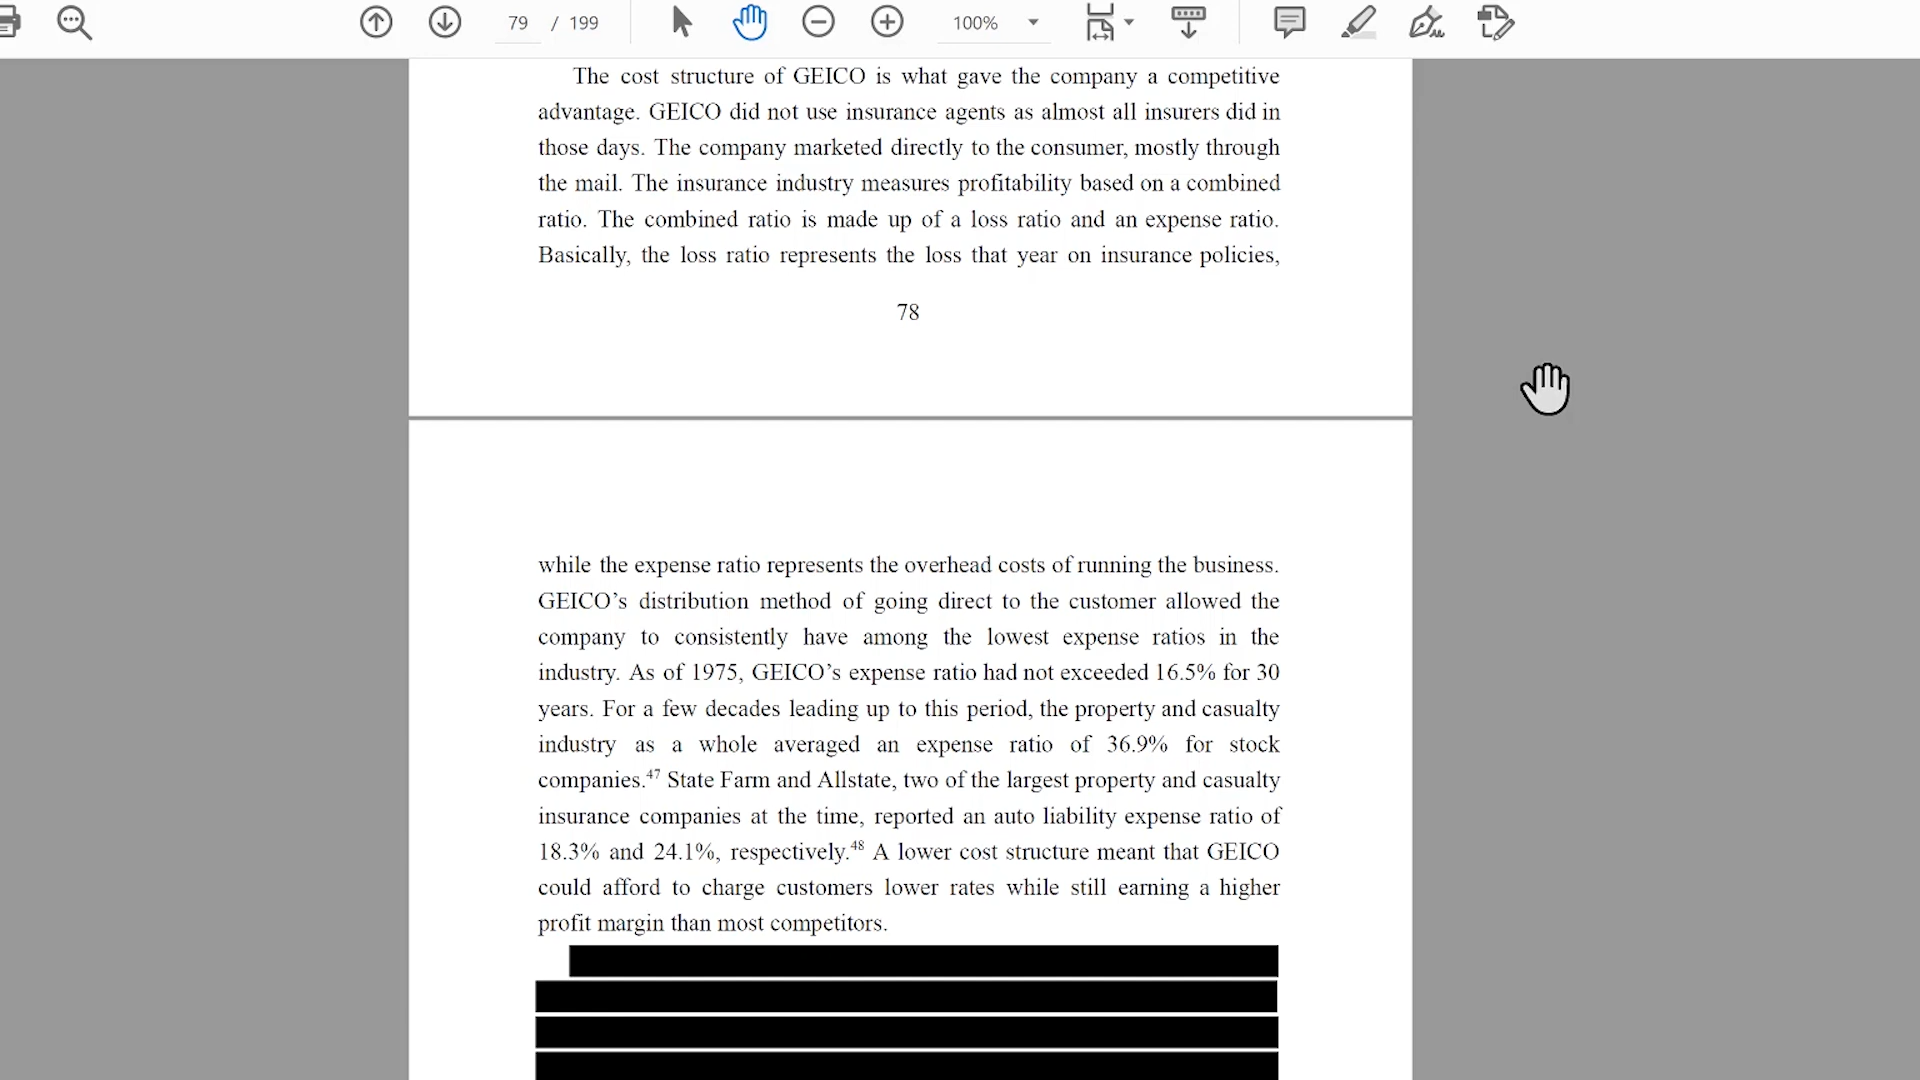 79 / 199
100%
The cost structure of GEICO is what gave the company a competitive
advantage. GEICO did not use insurance agents as almost all insurers did in
those days. The company marketed directly to the consumer, mostly through
the mail. The insurance industry measures profitability based on a combined
ratio. The combined ratio is made up of a loss ratio and an expense ratio.
Basically, the loss ratio represents the loss that year on insurance policies,
78
while the expense ratio represents the overhead costs of running the business.
GEICO’s distribution method of going direct to the customer allowed the
company to consistently have among the lowest expense ratios in the
industry. As of 1975, GEICO’s expense ratio had not exceeded 16.5% for 30
years. For a few decades leading up to this period, the property and casualty
industry as a whole averaged an expense ratio of 36.9% for stock
companies.47 State Farm and Allstate, two of the largest property and casualty
insurance companies at the time, reported an auto liability expense ratio of
18.3% and 24.1%, respectively.48 A lower cost structure meant that GEICO
could afford to charge customers lower rates while still earning a higher
profit margin than most competitors.